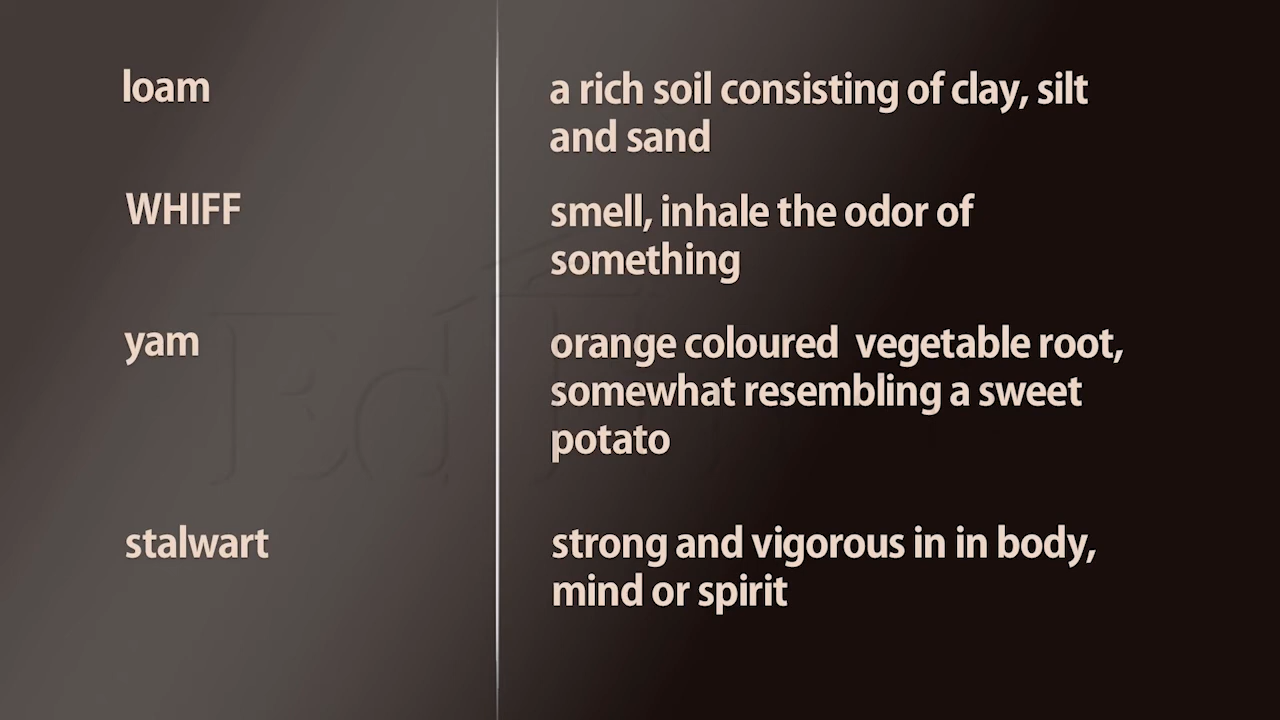 loam
a rich soil consisting of clay, silt
and sand
WHIFF
smell, inhale the odor of
something
yam
orange coloured  vegetable root,
somewhat resembling a sweet
potato
stalwart
strong and vigorous in in body,
mind or spirit